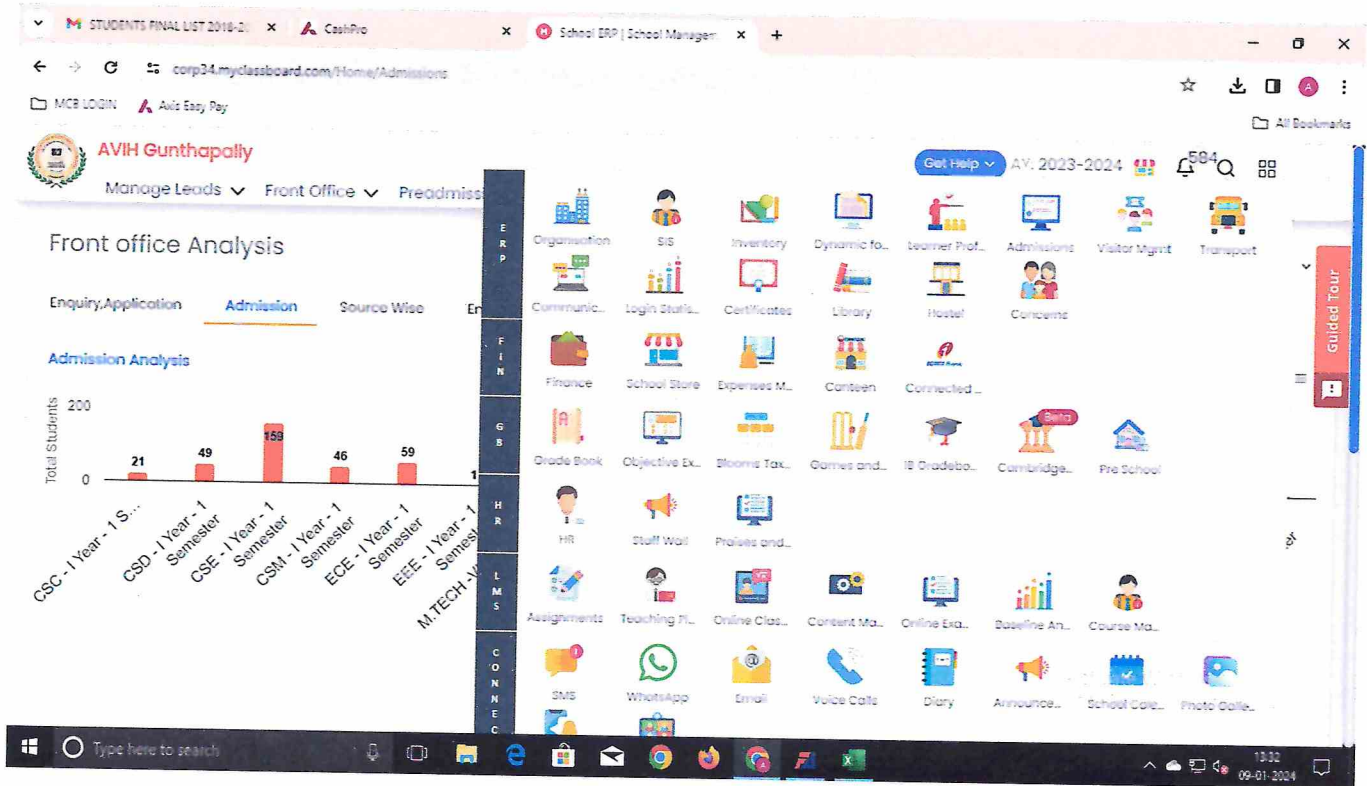 STUDENTS FINAL LIST 2018-2
CashPro
School ERP | School Managem
corp34.myclassboard.com/Home/Admissions
MCB LOGIN
Axis Easy Pay
All Bookmarks
AVIH Gunthapally
Get Help
AY. 2023-2024
584
Manage Leads
Front Office
Preadmiss
Front office Analysis
Enquiry,Application
Admission
Source Wise
En
Admission Analysis
Total Students
200
0
21
49
159
46
59
1
CSC - I Year - 1 S...
CSD - I Year - 1 Semester
CSE - I Year - 1 Semester
CSM - I Year - 1 Semester
ECE - I Year - 1 Semester
EEE - I Year - 1 Semest
M.TECH -
ERP
Organisation
SIS
Inventory
Dynamic fo..
Learner Prof..
Admissions
Visitor Mgmt
Transport
Communic..
Login Statis..
Certificates
Library
Hostel
Concerns
FIN
Finance
School Store
Expenses M..
Canteen
Connected ..
GB
Grade Book
Objective Ex..
Blooms Tax..
Games and..
IB Gradebo..
Beta
Cambridge..
Pre School
HR
HR
Staff Wall
Praises and..
LMS
Assignments
Teaching Pl..
Online Clas..
Content Ma..
Online Exa..
Baseline An..
Course Ma..
CONNEC
SMS
WhatsApp
Email
Voice Calls
Diary
Announce..
School Cale..
Photo Galle..
Guided Tour
Type here to search
13:32
09-01-2024